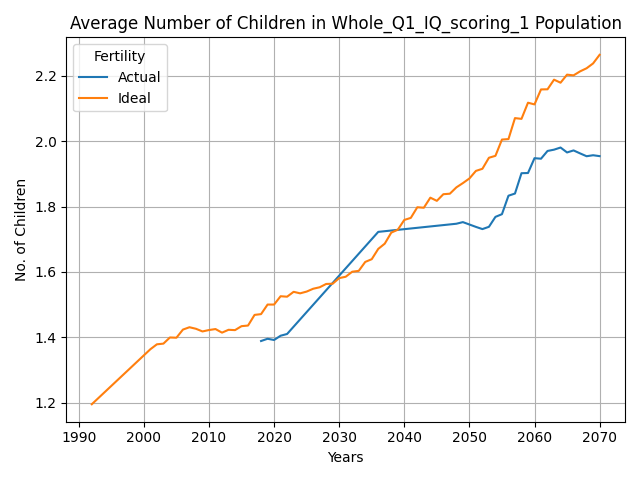 Average Number of Children in Whole_Q1_IQ_scoring_1 Population
Fertility
Actual
Ideal
No. of Children
2.2
2.0
1.8
1.6
1.4
1.2
1990 2000 2010 2020 2030 2040 2050 2060 2070
Years